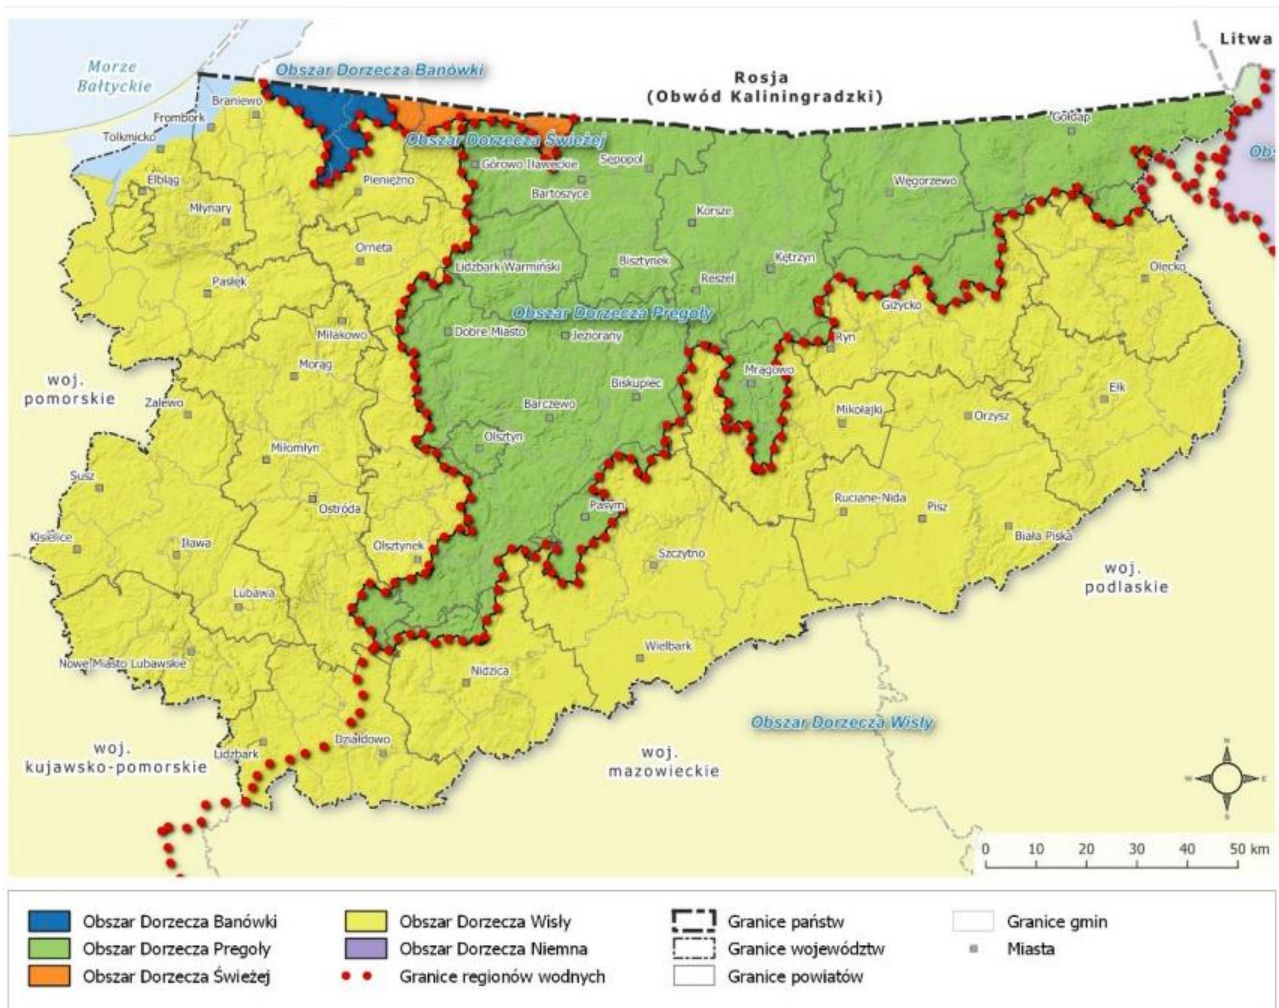 Litwa
Morze
Bałtyckie
Obszar Dorzecza Banówki
Rosja
(Obwód Kaliningradzki)
Braniewo
Frombork
Tolkmicko
Gołdap
Obszar Dorzecza Świeżej
Obs
Górowo Iławeckie
Sępopol
Elbląg
Pieniężno
Bartoszyce
Węgorzewo
Młynary
Korsze
Orneta
Lidzbark Warmiński
Bisztynek
Kętrzyn
Reszel
Olecko
Pasłęk
Giżycko
Obszar Dorzecza Pregoły
Miłakowo
Dobre Miasto
Jeziorany
Ryn
Morąg
woj.
pomorskie
Mrągowo
Biskupiec
Ełk
Zalewo
Barczewo
Mikołajki
Orzysz
Olsztyn
Miłomłyn
Susz
Ostróda
Pasym
Ruciane-Nida
Pisz
Kisielice
Iława
Olsztynek
Szczytno
Biała Piska
woj.
podlaskie
Lubawa
Nowe Miasto Lubawskie
Wielbark
Nidzica
Obszar Dorzecza Wisły
Lidzbark
Działdowo
woj.
kujawsko-pomorskie
woj.
mazowieckie
N
W
E
S
0 10 20 30 40 50 km
Obszar Dorzecza Banówki
Obszar Dorzecza Pregoły
Obszar Dorzecza Świeżej
Obszar Dorzecza Wisły
Obszar Dorzecza Niemna
Granice regionów wodnych
Granice państw
Granice województw
Granice powiatów
Granice gmin
Miasta